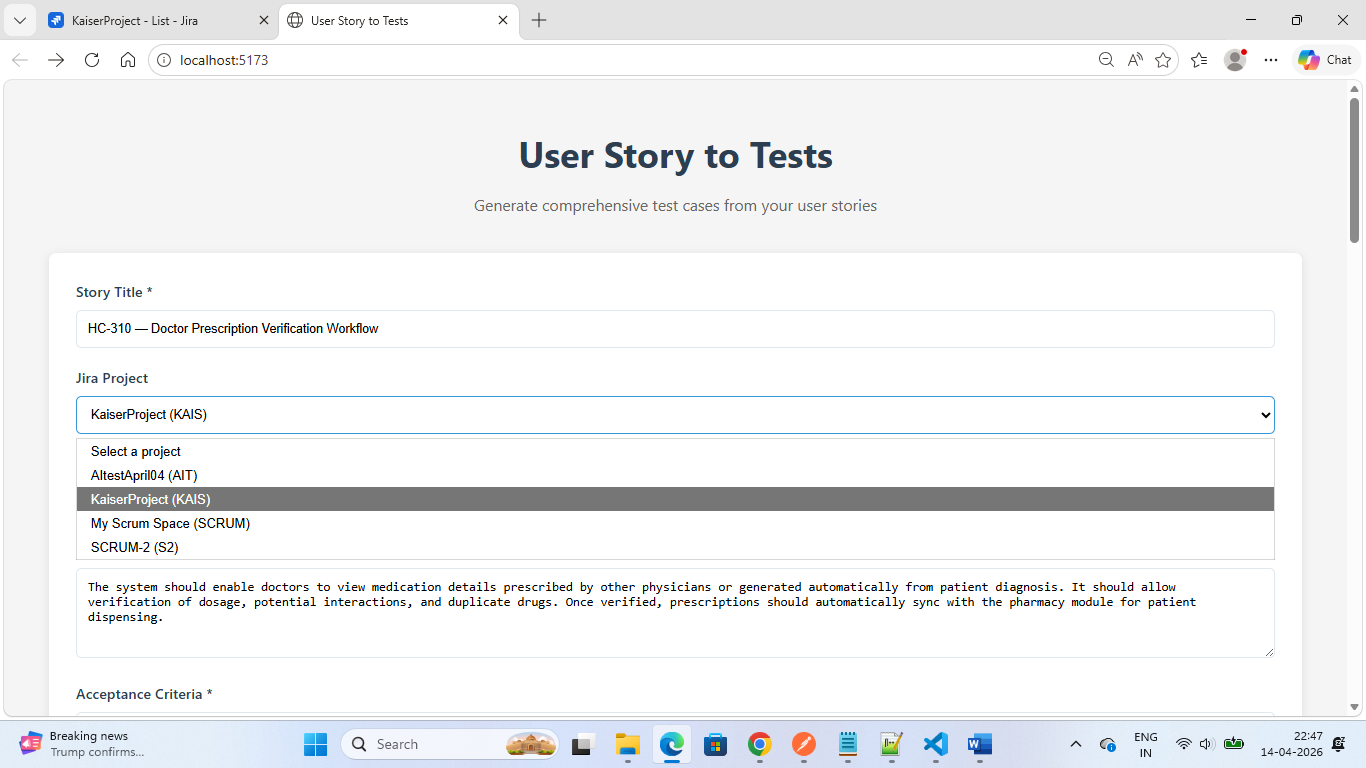 KaiserProject - List - Jira
User Story to Tests
localhost:5173
Chat
User Story to Tests
Generate comprehensive test cases from your user stories
Story Title *
HC-310 — Doctor Prescription Verification Workflow
Jira Project
KaiserProject (KAIS)
Select a project
AItestApril04 (AIT)
KaiserProject (KAIS)
My Scrum Space (SCRUM)
SCRUM-2 (S2)
The system should enable doctors to view medication details prescribed by other physicians or generated automatically from patient diagnosis. It should allow
verification of dosage, potential interactions, and duplicate drugs. Once verified, prescriptions should automatically sync with the pharmacy module for patient
dispensing.
Acceptance Criteria *
Breaking news
Trump confirms...
Search
ENG
IN
22:47
14-04-2026